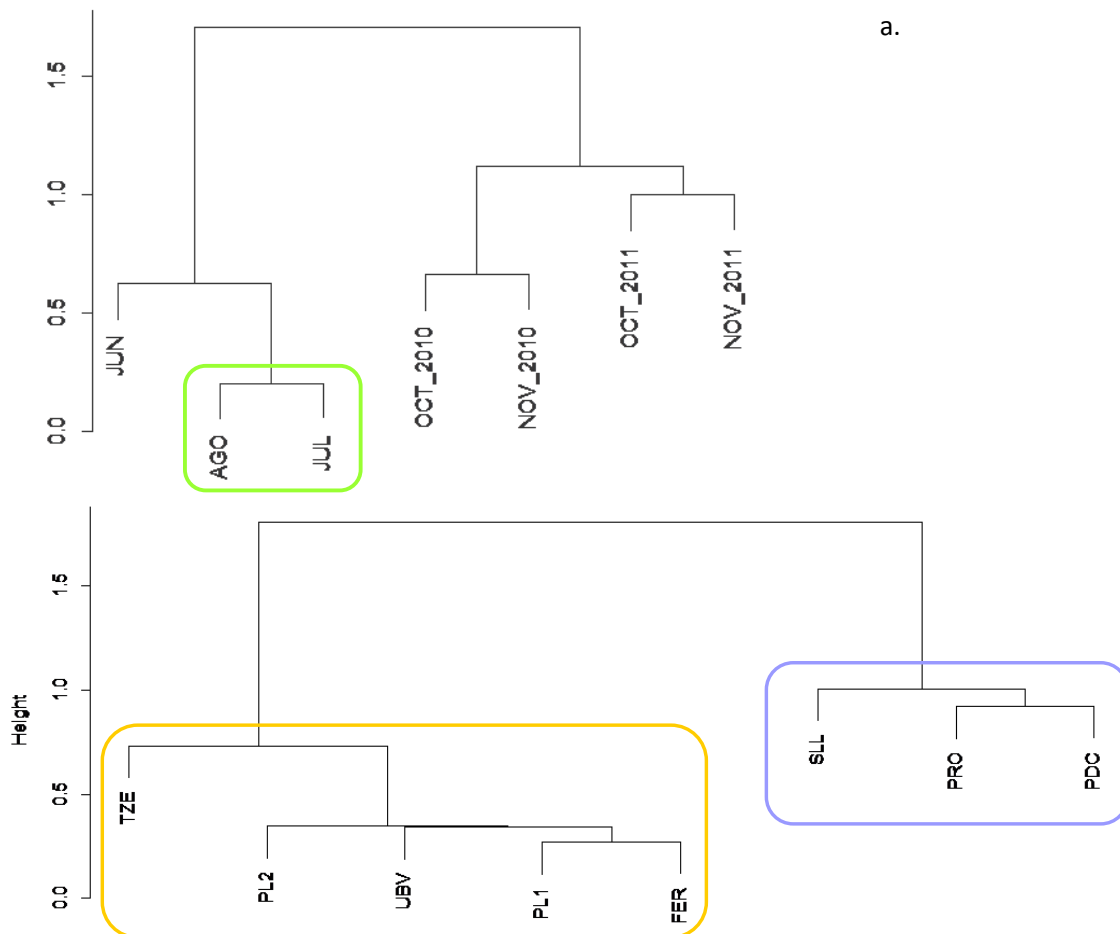 a.
1.5
1.0
0.5
0.0
JUN
AGO
JUL
OCT_2010
NOV_2010
OCT_2011
NOV_2011
Height
1.5
1.0
0.5
0.0
TZE
PL2
UBV
PL1
FER
SLL
PRO
PDC